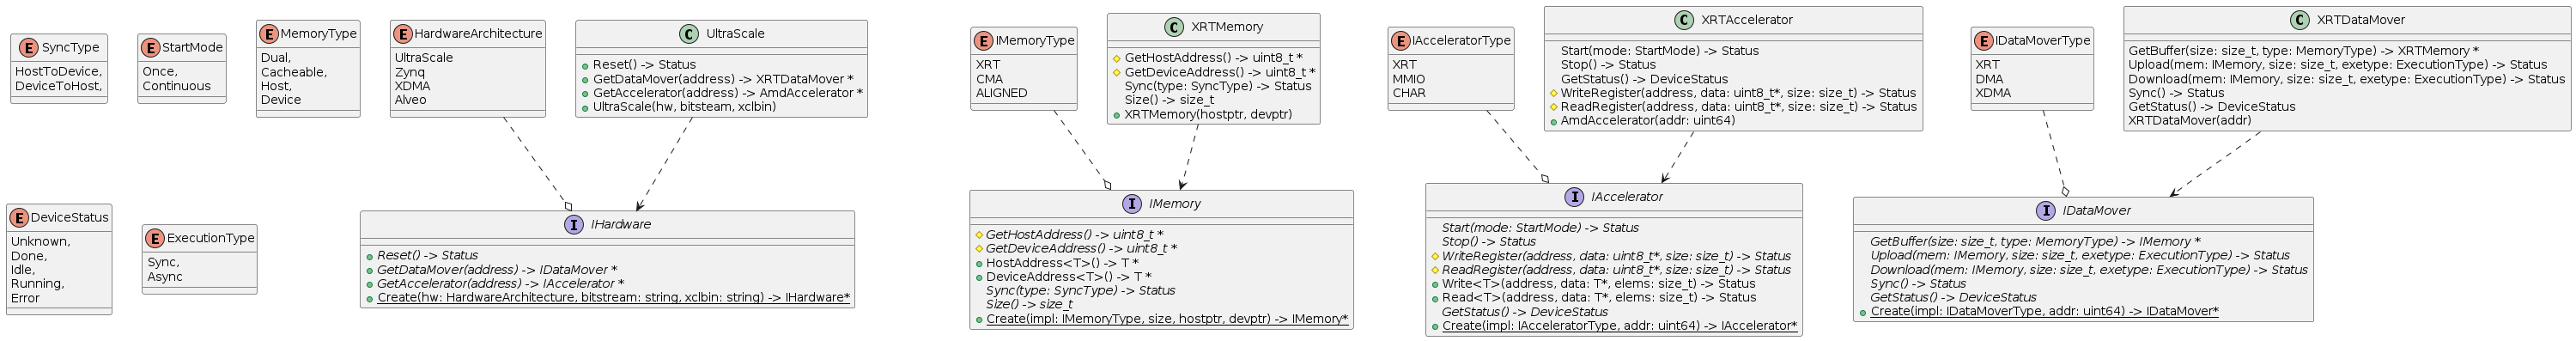 E SyncType
HostToDevice,
DeviceToHost,
E StartMode
Once,
Continuous
E MemoryType
Dual,
Cacheable,
Host,
Device
E HardwareArchitecture
UltraScale
Zynq
XDMA
Alveo
C UltraScale
Reset() -> Status
GetDataMover(address) -> XRTDataMover *
GetAccelerator(address) -> AmdAccelerator *
UltraScale(hw, bitsteam, xclbin)
E IMemoryType
XRT
CMA
ALIGNED
C XRTMemory
GetHostAddress() -> uint8_t *
GetDeviceAddress() -> uint8_t *
Sync(type: SyncType) -> Status
Size() -> size_t
XRTMemory(hostptr, devptr)
E IAcceleratorType
XRT
MMIO
CHAR
C XRTAccelerator
Start(mode: StartMode) -> Status
Stop() -> Status
GetStatus() -> DeviceStatus
WriteRegister(address, data: uint8_t*, size: size_t) -> Status
ReadRegister(address, data: uint8_t*, size: size_t) -> Status
AmdAccelerator(addr: uint64)
E IDataMoverType
XRT
DMA
XDMA
C XRTDataMover
GetBuffer(size: size_t, type: MemoryType) -> XRTMemory *
Upload(mem: IMemory, size: size_t, exetype: ExecutionType) -> Status
Download(mem: IMemory, size: size_t, exetype: ExecutionType) -> Status
Sync() -> Status
GetStatus() -> DeviceStatus
XRTDataMover(addr)
E DeviceStatus
Unknown,
Done,
Idle,
Running,
Error
E ExecutionType
Sync,
Async
I IHardware
Reset() -> Status
GetDataMover(address) -> IDataMover *
GetAccelerator(address) -> IAccelerator *
Create(hw: HardwareArchitecture, bitstream: string, xclbin: string) -> IHardware*
I IMemory
GetHostAddress() -> uint8_t *
GetDeviceAddress() -> uint8_t *
HostAddress<T>() -> T *
DeviceAddress<T>() -> T *
Sync(type: SyncType) -> Status
Size() -> size_t
Create(impl: IMemoryType, size, hostptr, devptr) -> IMemory*
I IAccelerator
Start(mode: StartMode) -> Status
Stop() -> Status
WriteRegister(address, data: uint8_t*, size: size_t) -> Status
ReadRegister(address, data: uint8_t*, size: size_t) -> Status
Write<T>(address, data: T*, elems: size_t) -> Status
Read<T>(address, data: T*, elems: size_t) -> Status
GetStatus() -> DeviceStatus
Create(impl: IAcceleratorType, addr: uint64) -> IAccelerator*
I IDataMover
GetBuffer(size: size_t, type: MemoryType) -> IMemory *
Upload(mem: IMemory, size: size_t, exetype: ExecutionType) -> Status
Download(mem: IMemory, size: size_t, exetype: ExecutionType) -> Status
Sync() -> Status
GetStatus() -> DeviceStatus
Create(impl: IDataMoverType, addr: uint64) -> IDataMover*